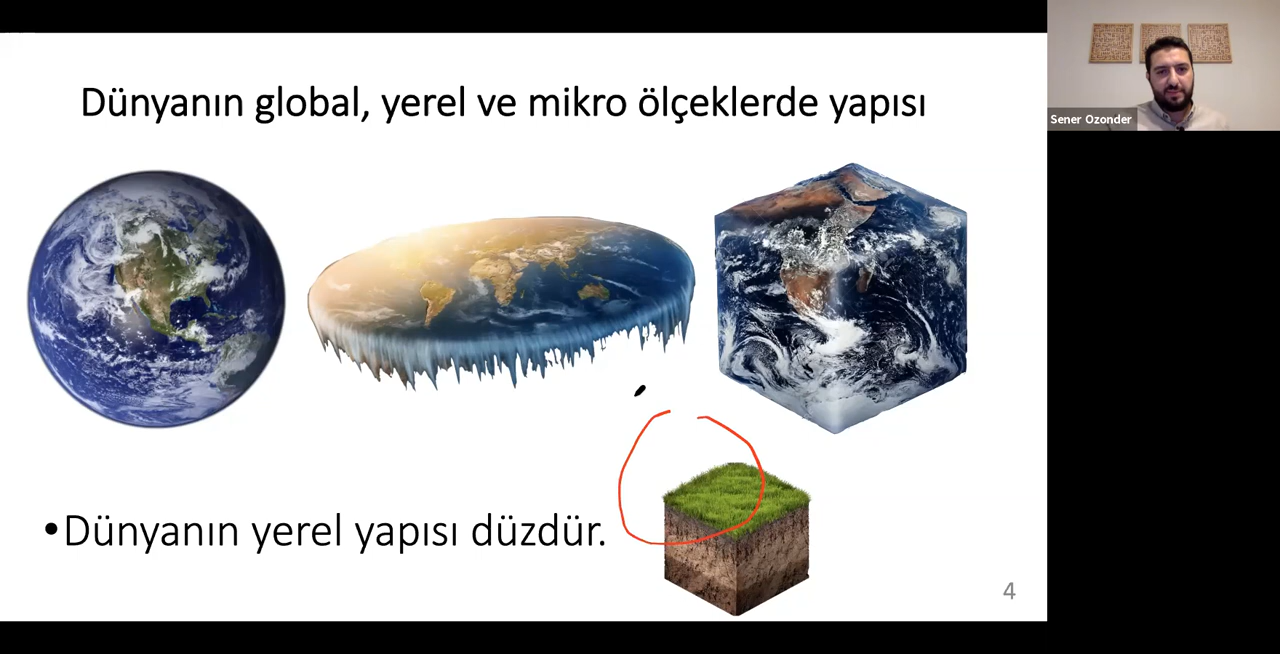 Dünyanın global, yerel ve mikro ölçeklerde yapısı
Sener Ozonder
•Dünyanın yerel yapısı düzdür.
4